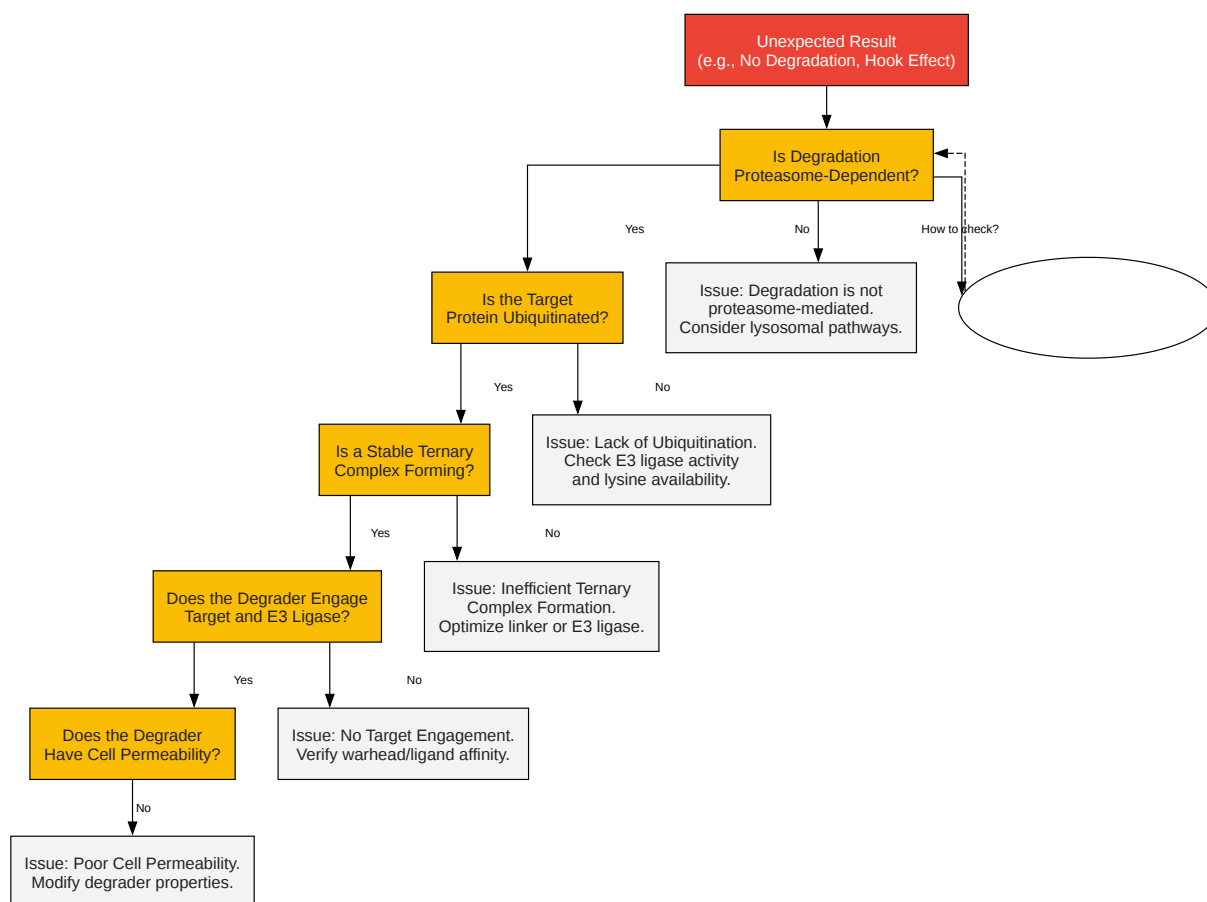 Unexpected Result
(e.g., No Degradation, Hook Effect)
Is Degradation
Proteasome-Dependent?
Yes
No
How to check?
Is the Target
Protein Ubiquitinated?
Issue: Degradation is not
proteasome-mediated.
Consider lysosomal pathways.
Yes
No
Is a Stable Ternary
Complex Forming?
Issue: Lack of Ubiquitination.
Check E3 ligase activity
and lysine availability.
Yes
No
Does the Degrader Engage
Target and E3 Ligase?
Issue: Inefficient Ternary
Complex Formation.
Optimize linker or E3 ligase.
Yes
No
Does the Degrader
Have Cell Permeability?
Issue: No Target Engagement.
Verify warhead/ligand affinity.
No
Issue: Poor Cell Permeability.
Modify degrader properties.